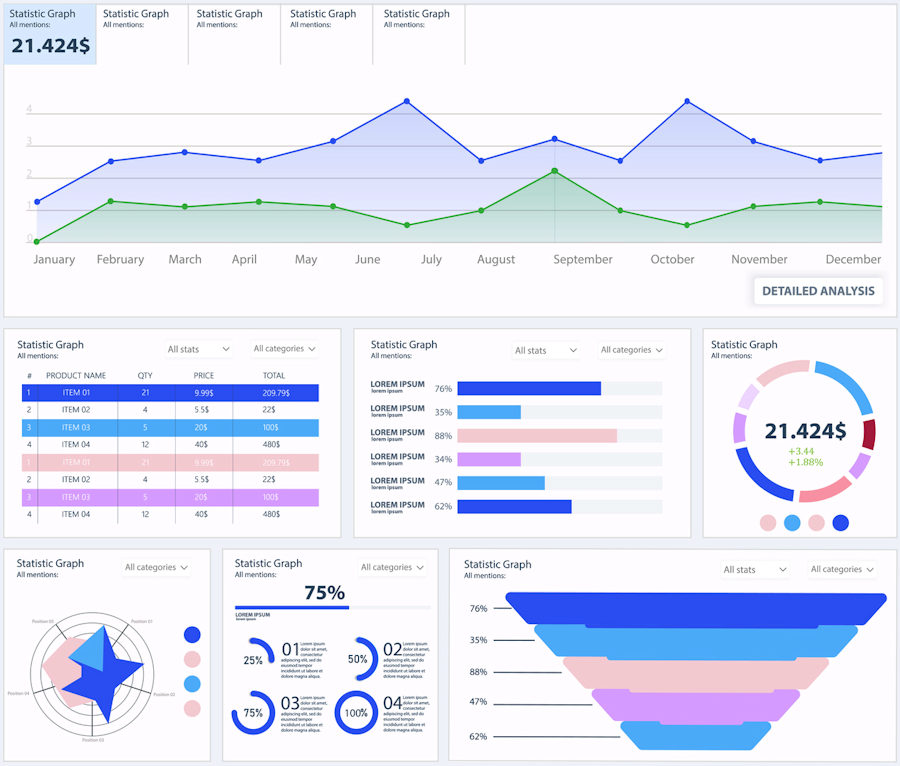 Statistic Graph Statistic Graph Statistic Graph Statistic Graph Statistic Graph
All mentions: All mentions: All mentions: All mentions: All mentions:
21.424$
4
3
2
1
0
January February March April May June July August September October November December
DETAILED ANALYSIS
Statistic Graph
All mentions:
All stats All categories
# PRODUCT NAME QTY PRICE TOTAL
1 ITEM 01 21 9.99$ 209.79$
2 ITEM 02 4 5.5$ 22$
3 ITEM 03 5 20$ 100$
4 ITEM 04 12 40$ 480$
1 ITEM 01 21 9.99$ 209.79$
2 ITEM 02 4 5.5$ 22$
3 ITEM 03 5 20$ 100$
4 ITEM 04 12 40$ 480$
Statistic Graph
All mentions:
All stats All categories
LOREM IPSUM 76%
lorem ipsum
LOREM IPSUM 35%
lorem ipsum
LOREM IPSUM 88%
lorem ipsum
LOREM IPSUM 34%
lorem ipsum
LOREM IPSUM 47%
lorem ipsum
LOREM IPSUM 62%
lorem ipsum
Statistic Graph
All mentions:
21.424$
+3.44
+1.88%
Statistic Graph
All mentions:
All categories
Position 01
Position 02
Position 03
Position 04
Statistic Graph
All mentions:
All categories
75%
LOREM IPSUM
lorem ipsum
25%
01
Lorem ipsum
dolor sit amet,
consectetur
adipiscing elit, sed do
eiusmod tempor
incididunt ut labore et
dolore magna aliqua.
50%
02
Lorem ipsum
dolor sit amet,
consectetur
adipiscing elit, sed do
eiusmod tempor
incididunt ut labore et
dolore magna aliqua.
75%
03
Lorem ipsum
dolor sit amet,
consectetur
adipiscing elit, sed do
eiusmod tempor
incididunt ut labore et
dolore magna aliqua.
100%
04
Lorem ipsum
dolor sit amet,
consectetur
adipiscing elit, sed do
eiusmod tempor
incididunt ut labore et
dolore magna aliqua.
Statistic Graph
All mentions:
All stats All categories
76%
35%
88%
47%
62%